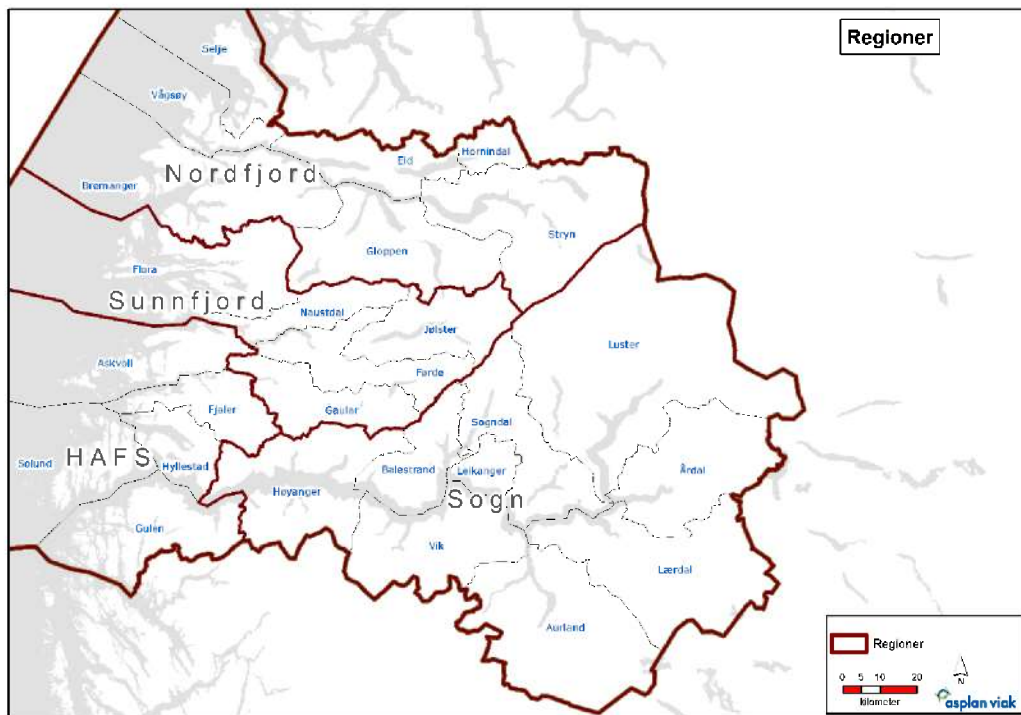 Regioner
Selje
Vågsøy
Nordfjord
Eid
Hornindal
Bremanger
Stryn
Gloppen
Flora
Sunnfjord
Naustdal
Jølster
Luster
Askvoll
Førde
Fjaler
Gaular
Sogndal
HAFS
Solund
Hyllestad
Balestrand
Leikanger
Årdal
Høyanger
Sogn
Gulen
Vik
Lærdal
Aurland
Regioner
0 5 10 20
kilometer
N
asplan viak